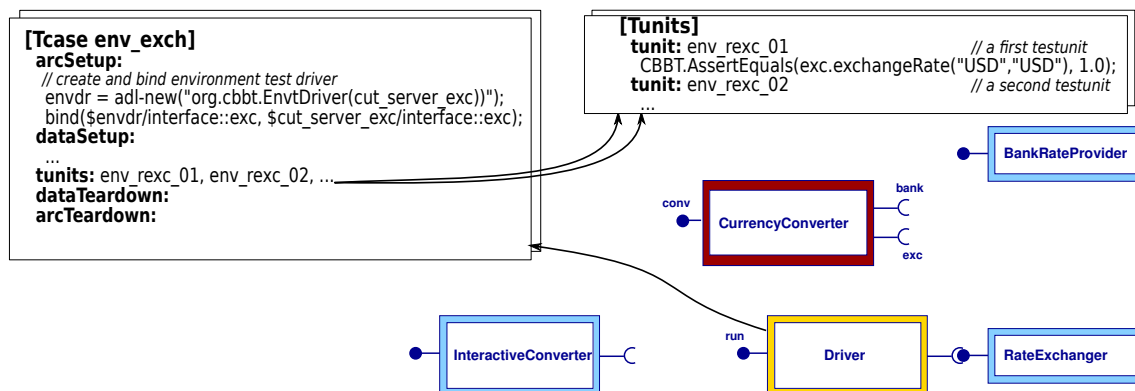 [Tcase env_exch]
arcSetup:
// create and bind environment test driver
envdr = adl-new("org.cbbt.EnvtDriver(cut_server_exc))");
bind($envdr/interface::exc, $cut_server_exc/interface::exc);
dataSetup:
...
tunits: env_rexc_01, env_rexc_02, ...
dataTeardown:
arcTeardown:
[Tunits]
tunit: env_rexc_01 // a first testunit
CBBT.AssertEquals(exc.exchangeRate("USD","USD"), 1.0);
tunit: env_rexc_02 // a second testunit
...
BankRateProvider
bank
conv
CurrencyConverter
exc
run
InteractiveConverter
Driver
RateExchanger